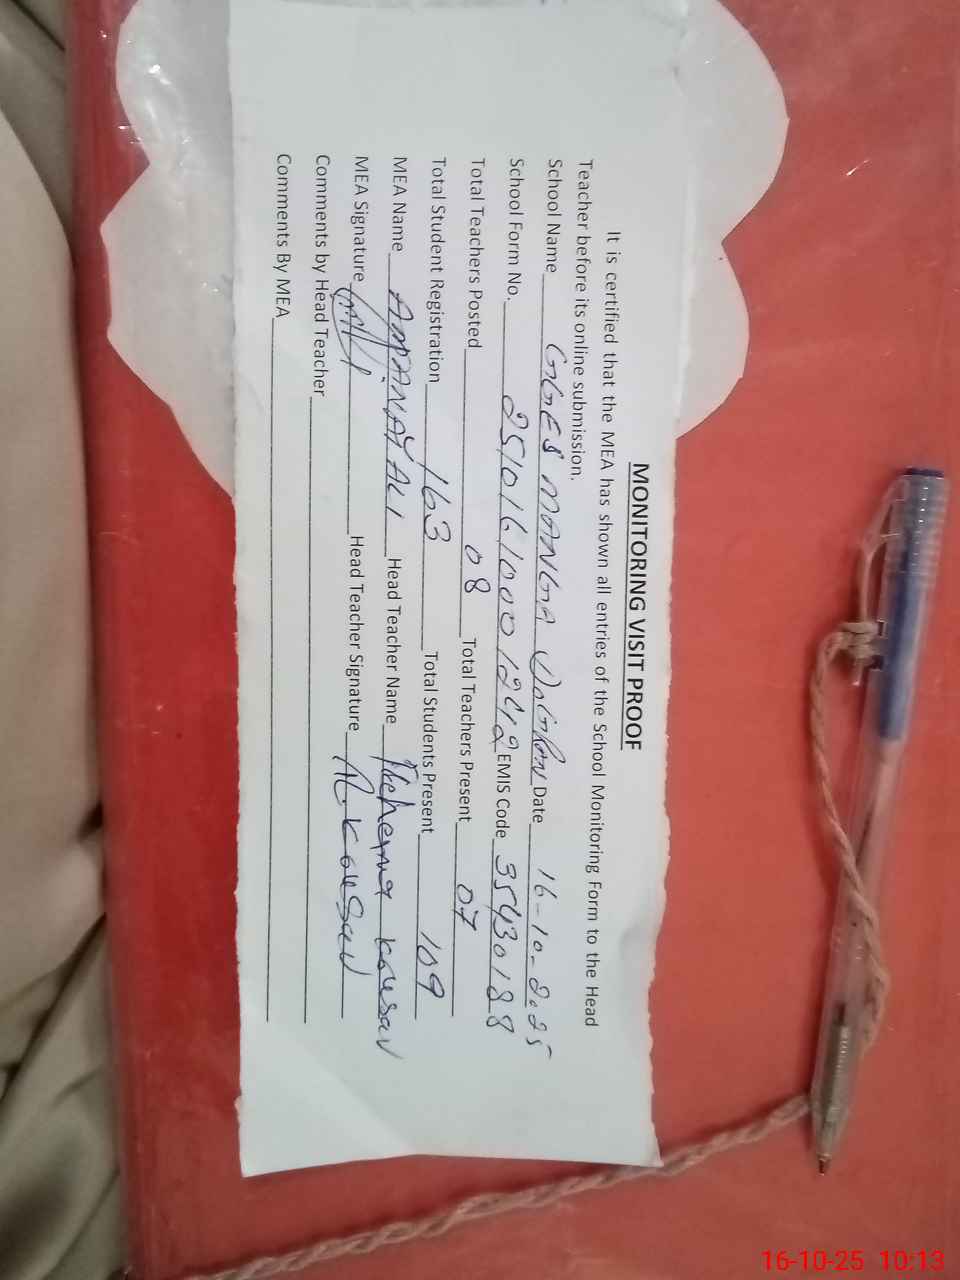 MONITORING VISIT PROOF
It is certified that the MEA has shown all entries of the School Monitoring Form to the Head
Teacher before its online submission.
School Name GGES MANGA Date 16-10-2025
School Form No. EMIS Code 35430188
Total Teachers Posted 08 Total Teachers Present 07
Total Student Registration 163 Total Students Present 109
MEA Name AMANAT ALI Head Teacher Name kousar
MEA Signature Head Teacher Signature kousar
Comments by Head Teacher
Comments By MEA
16-10-25 10:13